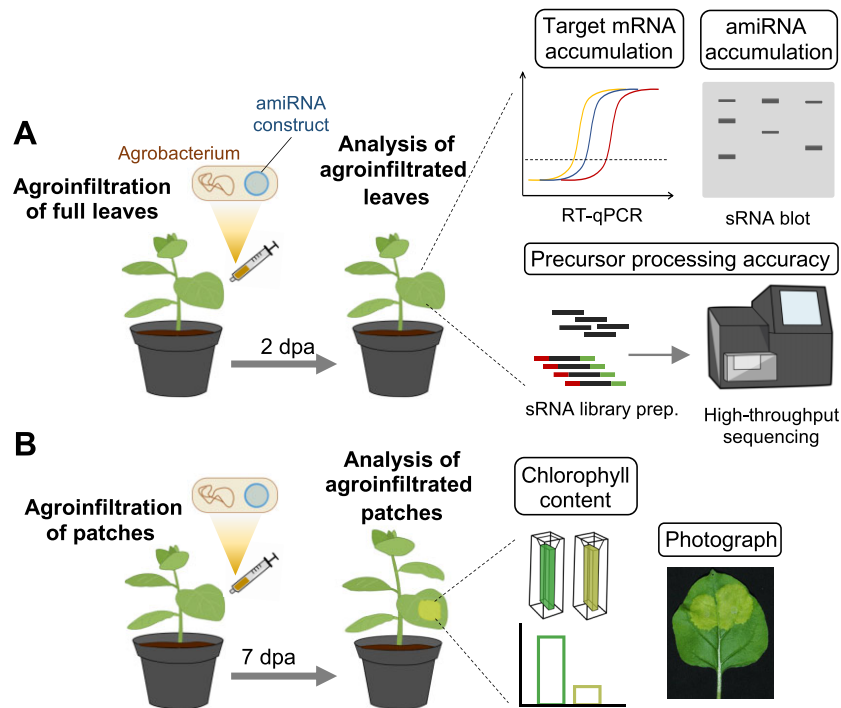 Target mRNA
accumulation
amiRNA
accumulation
A
amiRNA
construct
Agrobacterium
Agroinfiltration
of full leaves
Analysis of
agroinfiltrated
leaves
RT-qPCR
sRNA blot
2 dpa
Precursor processing accuracy
sRNA library prep.
High-throughput
sequencing
B
Agroinfiltration
of patches
Analysis of
agroinfiltrated
patches
7 dpa
Chlorophyll
content
Photograph